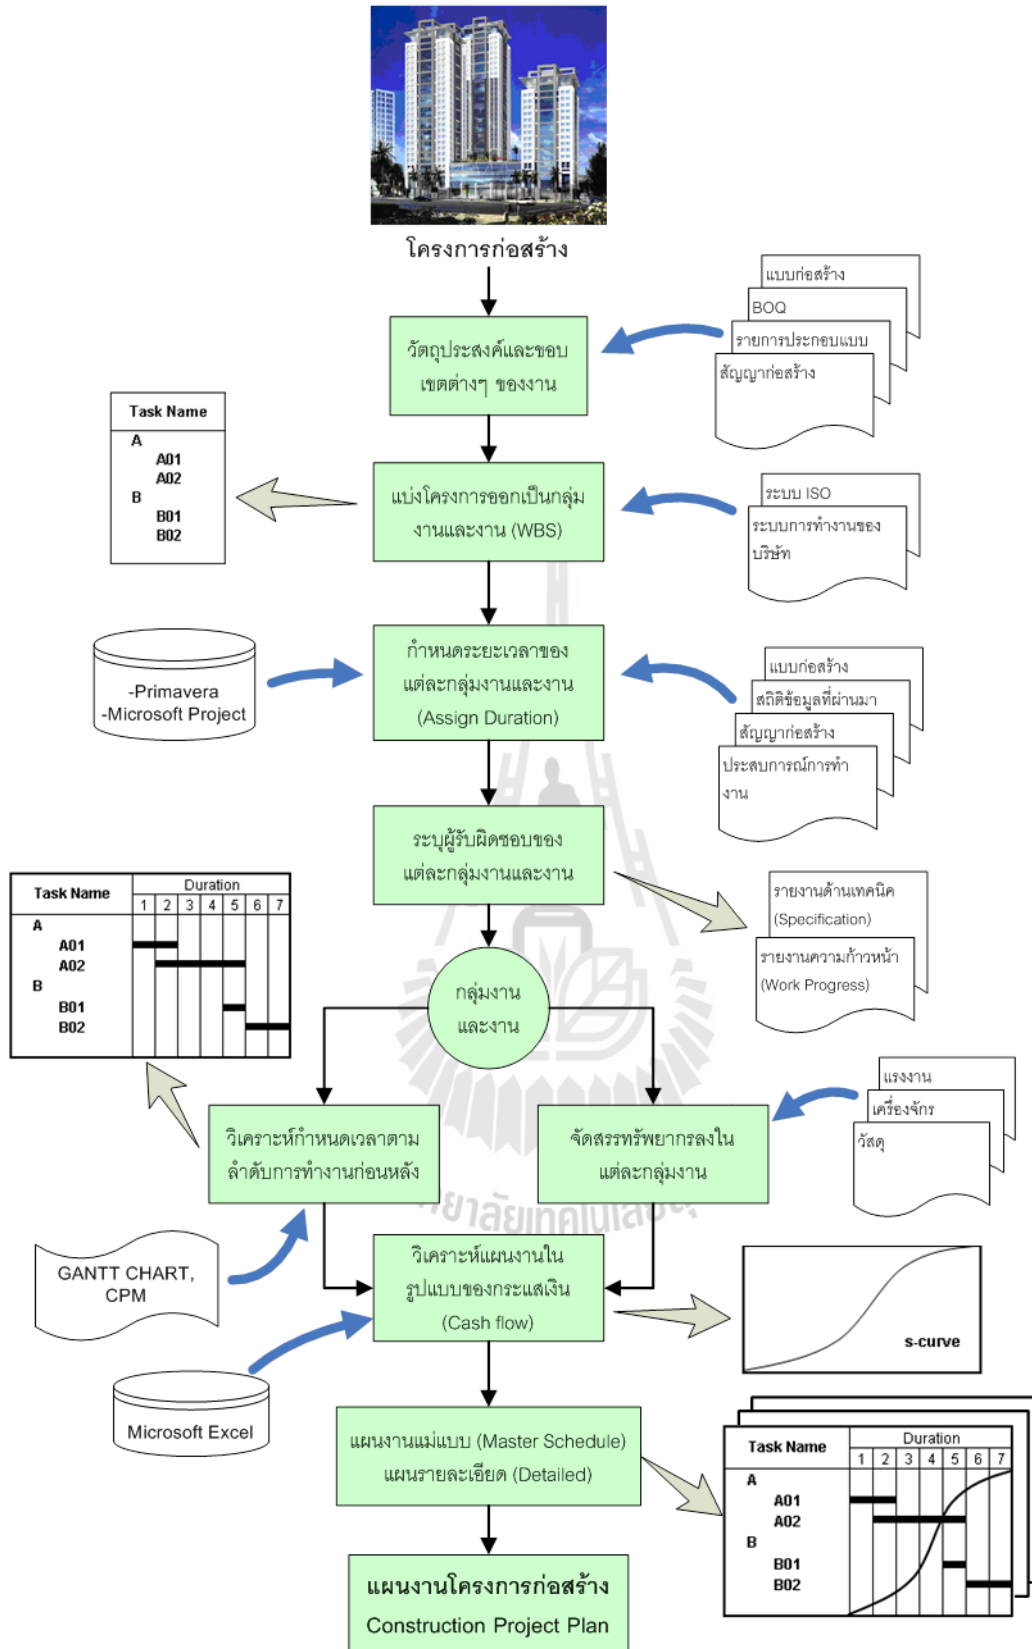 โครงการก่อสร้าง
แบบก่อสร้าง
BOQ
รายการประกอบแบบ
สัญญาก่อสร้าง
วัตถุประสงค์และขอบ
เขตต่างๆ ของงาน
Task Name
A
A01
A02
B
B01
B02
แบ่งโครงการออกเป็นกลุ่ม
งานและงาน (WBS)
ระบบ ISO
ระบบการทำงานของ
บริษัท
-Primavera
-Microsoft Project
กำหนดระยะเวลาของ
แต่ละกลุ่มงานและงาน
(Assign Duration)
แบบก่อสร้าง
สถิติข้อมูลที่ผ่านมา
สัญญาก่อสร้าง
ประสบการณ์การทำ
งาน
ระบุผู้รับผิดชอบของ
แต่ละกลุ่มงานและงาน
รายงานด้านเทคนิค
(Specification)
รายงานความก้าวหน้า
(Work Progress)
Task Name Duration
1 2 3 4 5 6 7
A
A01
A02
B
B01
B02
กลุ่มงาน
และงาน
แรงงาน
เครื่องจักร
วัสดุ
วิเคราะห์กำหนดเวลาตาม
ลำดับการทำงานก่อนหลัง
จัดสรรทรัพยากรลงใน
แต่ละกลุ่มงาน
GANTT CHART,
CPM
วิเคราะห์แผนงานใน
รูปแบบของกระแสเงิน
(Cash flow)
s-curve
Microsoft Excel
แผนงานแม่แบบ (Master Schedule)
แผนรายละเอียด (Detailed)
Task Name Duration
1 2 3 4 5 6 7
A
A01
A02
B
B01
B02
แผนงานโครงการก่อสร้าง
Construction Project Plan